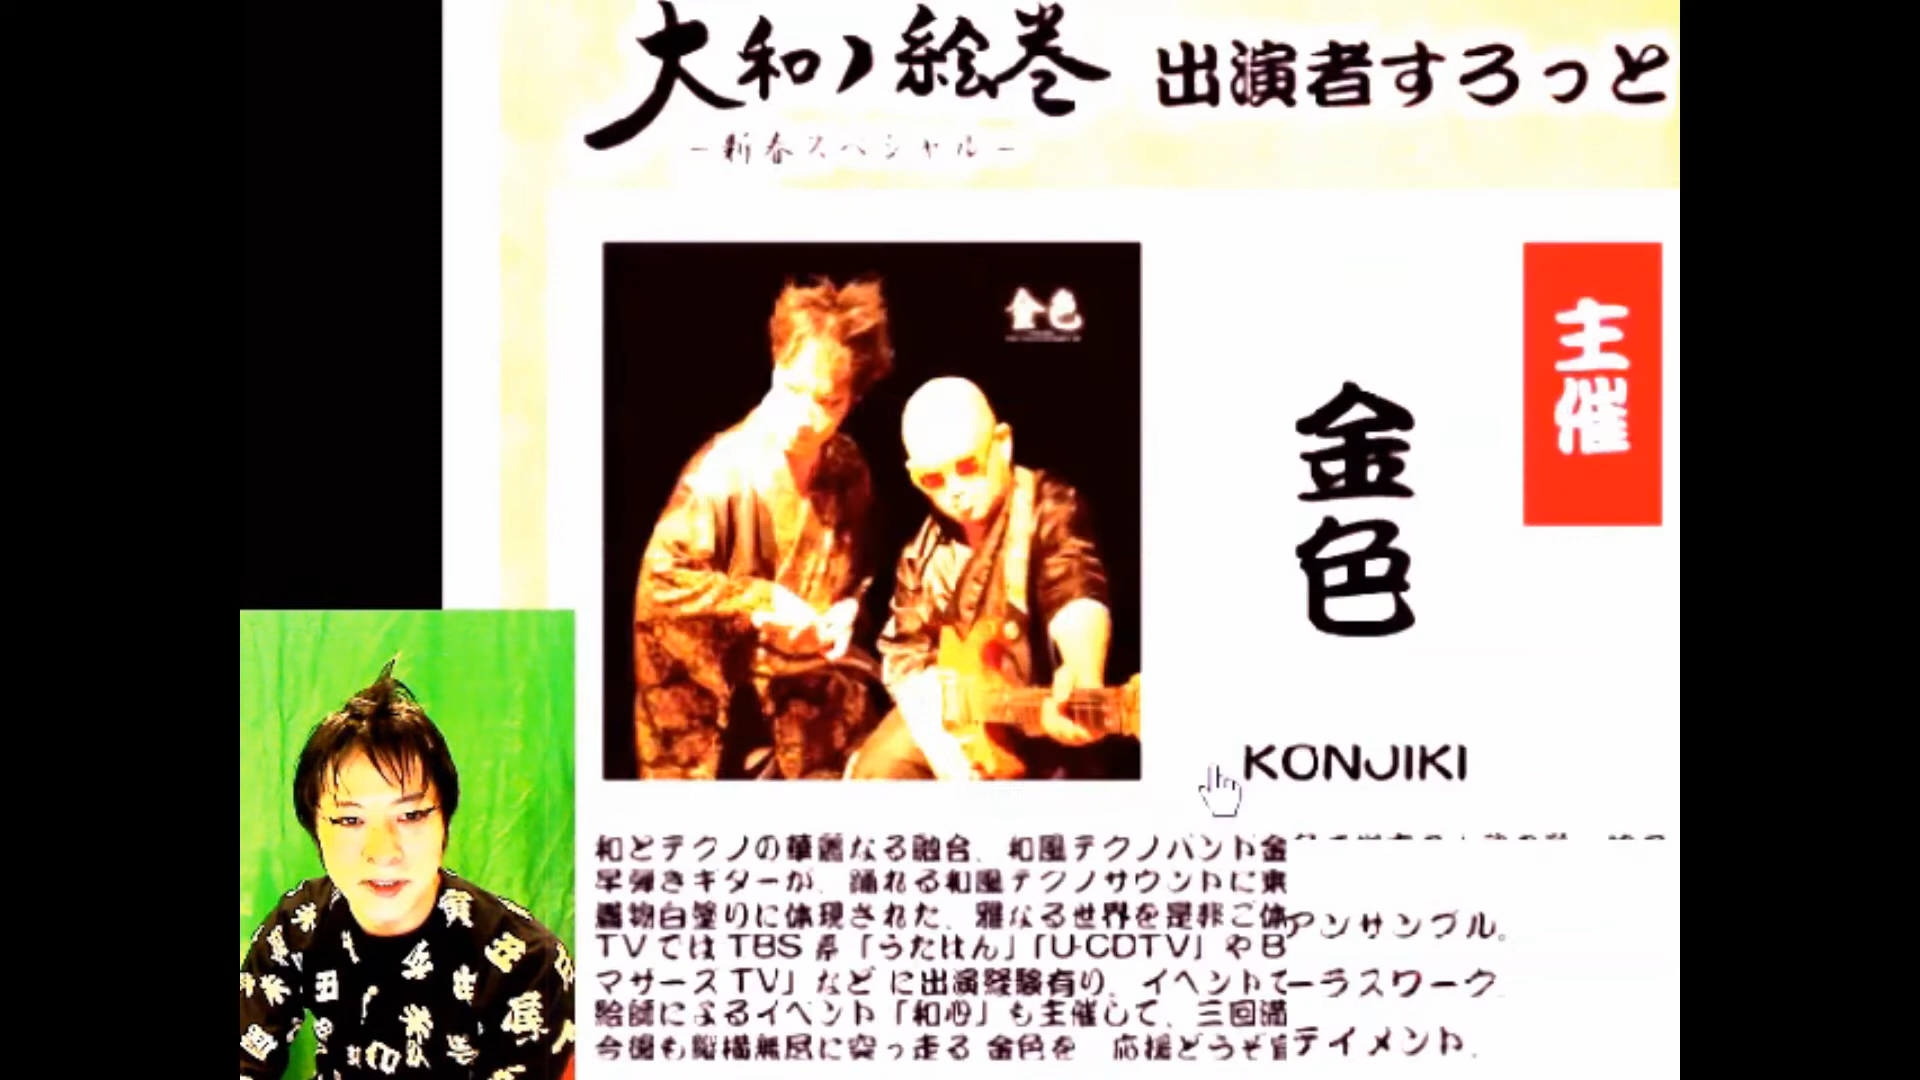 大和ノ絵巻 出演者すろっと
－新春スペシャル－
金色
主催
金色
KONJIKI
和とテクノの華麗なる融合、和風テクノバンド金
早弾きギターが、踊れる和風テクノサウンドに東
着物白塗りに体現された、雅なる世界を是非ご体
アンサンブル。
TVではTBS系「うたばん」「U-CDTV」やB
マサーズTV」などに出演経験有り、イベントで
ーラスワーク
絵師によるイベント「和心」も主催して、三回満
今後も縦横無尽に突っ走る 金色を 応援どうぞ
テイメント